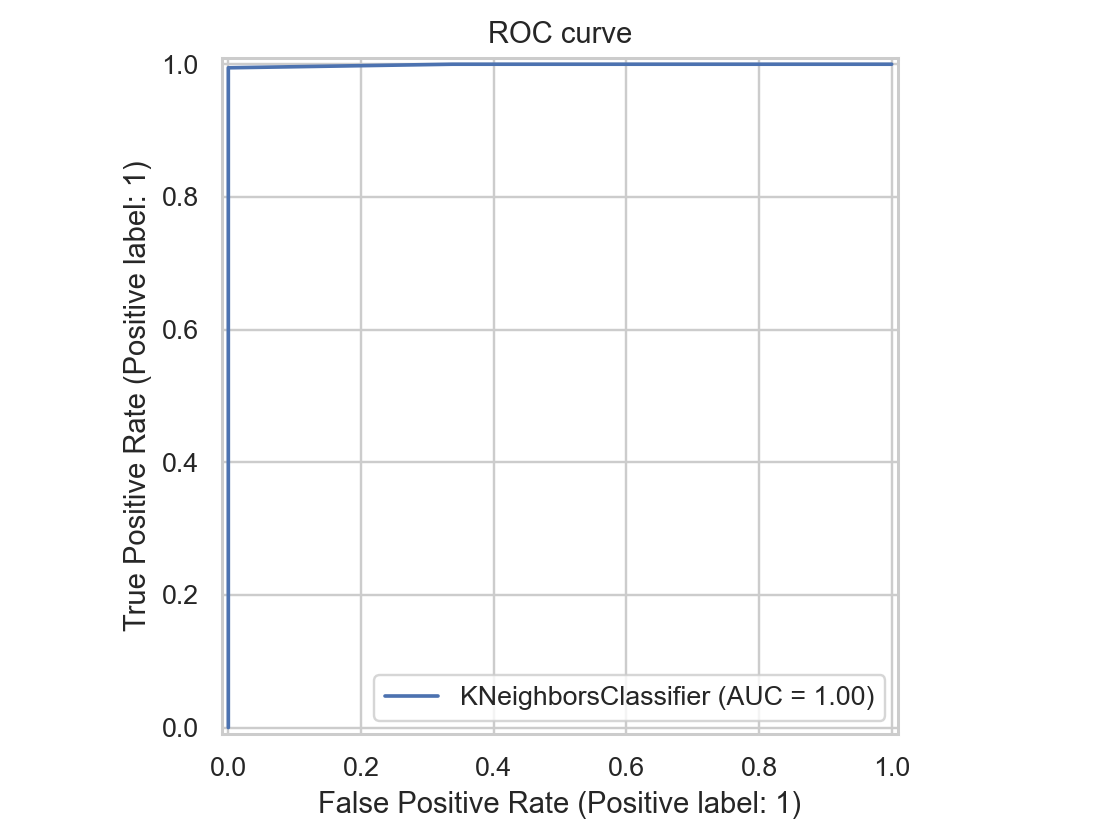 ROC curve
True Positive Rate (Positive label: 1)
1.0
0.8
0.6
0.4
0.2
0.0
KNeighborsClassifier (AUC = 1.00)
0.0 0.2 0.4 0.6 0.8 1.0
False Positive Rate (Positive label: 1)